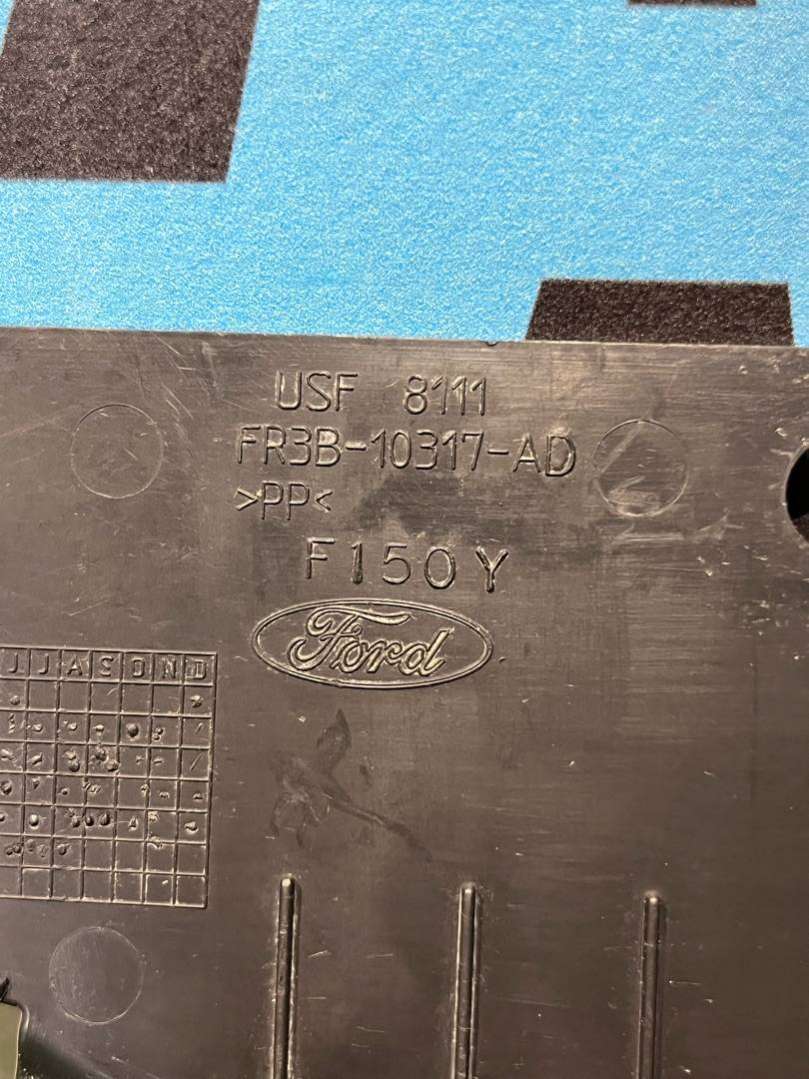 USF 8111
FR3B-10317-AD
>PP<
F150Y
Ford
J J A S O N D